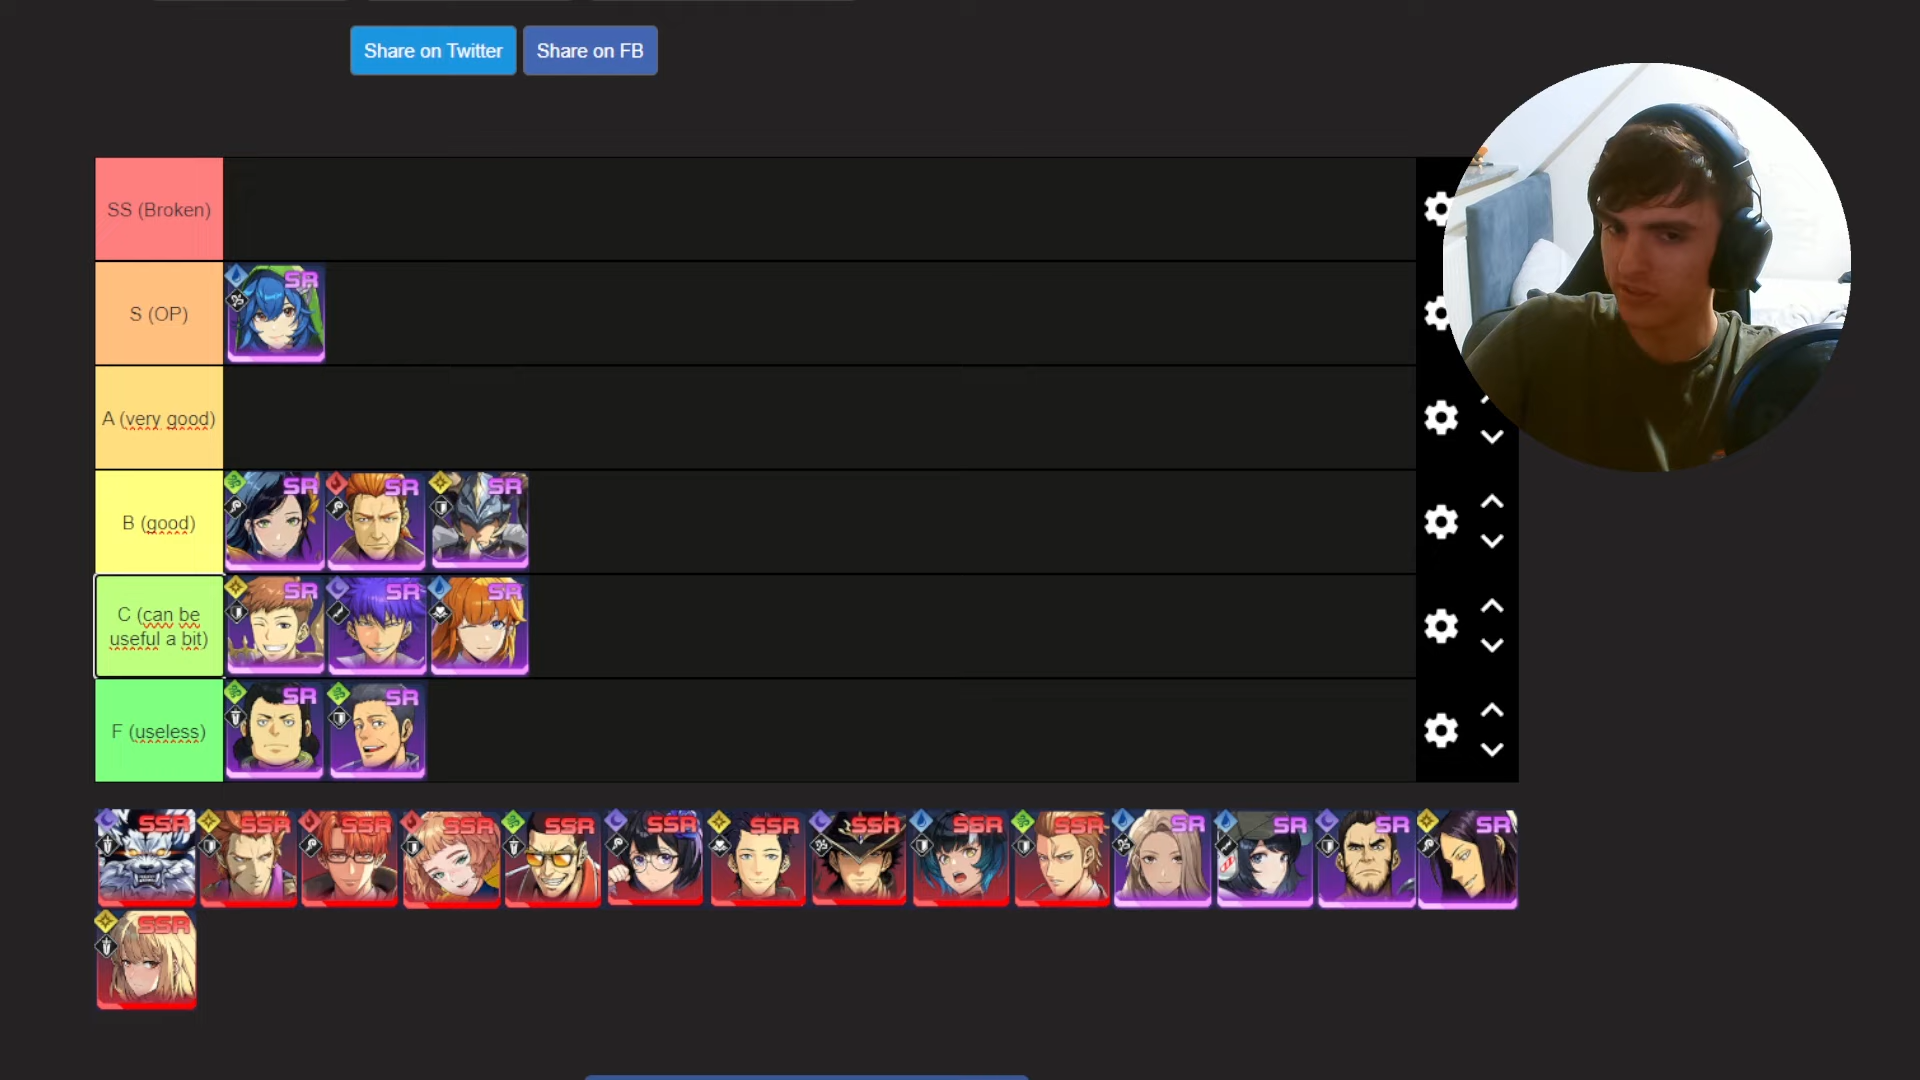 Share on Twitter Share on FB
SS (Broken)
S (OP)
SR
A (very good)
B (good)
SR SR SR
C (can be
useful a bit)
SR SR SR
F (useless)
SR SR
SSR SSR SSR SSR SSR SSR SSR SSR SSR SSR SR SR SR SR
SSR